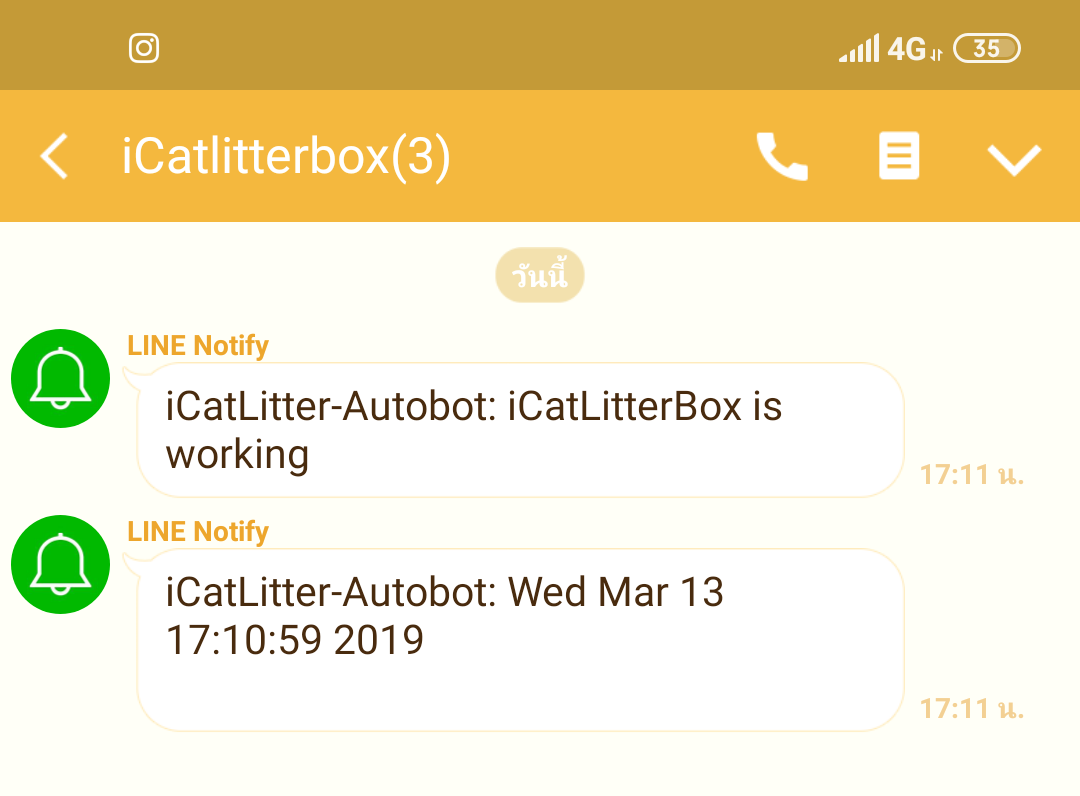 4G 35
iCatlitterbox(3)
วันนี้
LINE Notify
iCatLitter-Autobot: iCatLitterBox is
working
17:11 น.
LINE Notify
iCatLitter-Autobot: Wed Mar 13
17:10:59 2019
17:11 น.